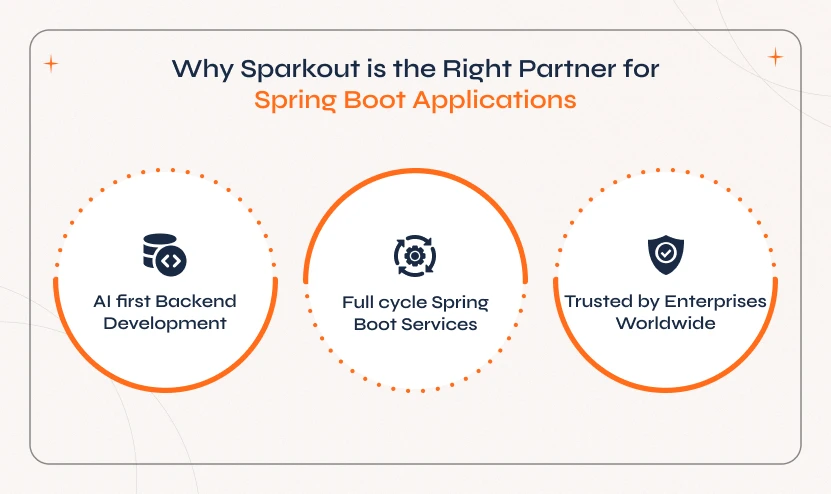 Why Sparkout is the Right Partner for
Spring Boot Applications
AI first Backend
Development
Full cycle Spring
Boot Services
Trusted by Enterprises
Worldwide